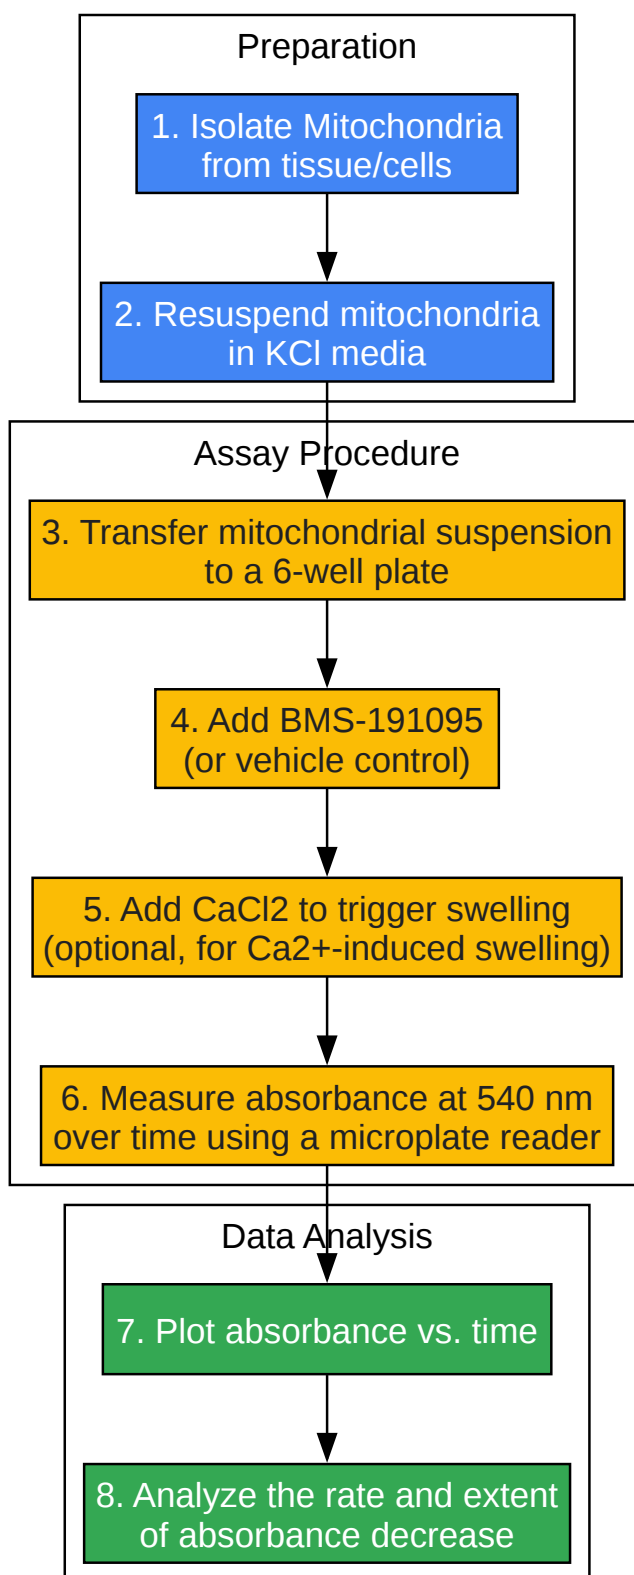 Preparation
1. Isolate Mitochondria
from tissue/cells
2. Resuspend mitochondria
in KCl media
Assay Procedure
3. Transfer mitochondrial suspension
to a 6-well plate
4. Add BMS-191095
(or vehicle control)
5. Add CaCl2 to trigger swelling
(optional, for Ca2+-induced swelling)
6. Measure absorbance at 540 nm
over time using a microplate reader
Data Analysis
7. Plot absorbance vs. time
8. Analyze the rate and extent
of absorbance decrease